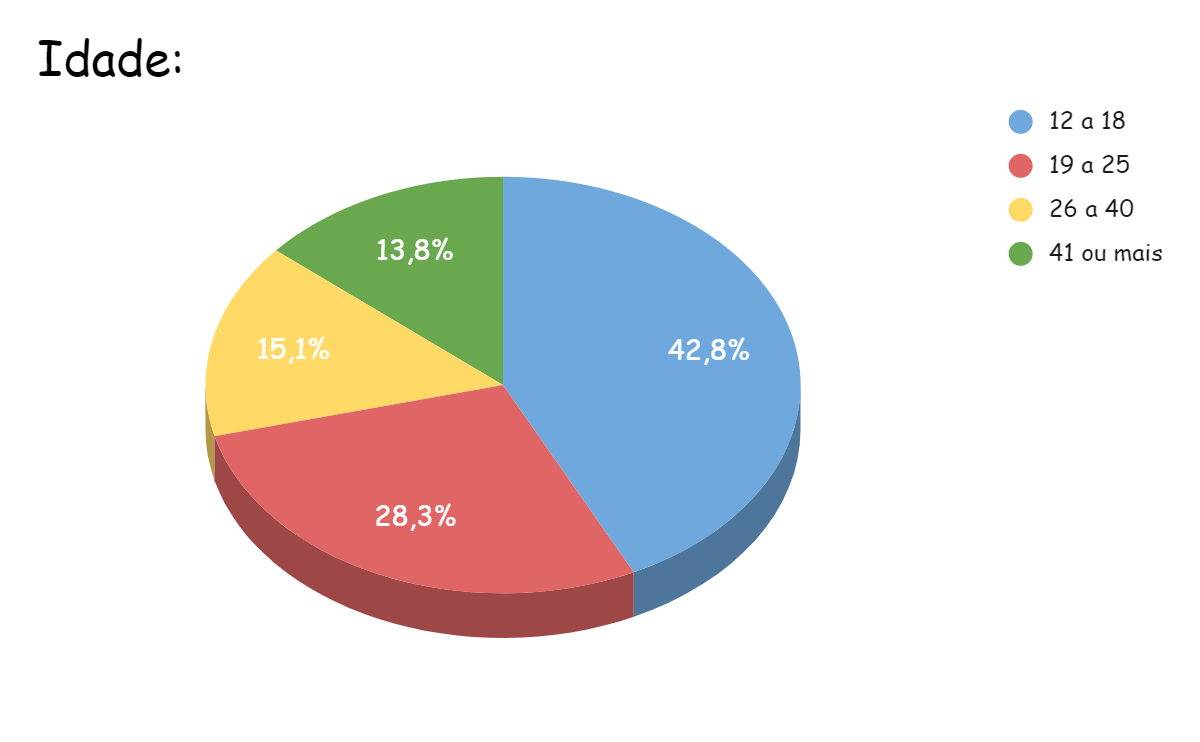 Idade:
12 a 18
19 a 25
26 a 40
41 ou mais
13,8%
15,1%
42,8%
28,3%